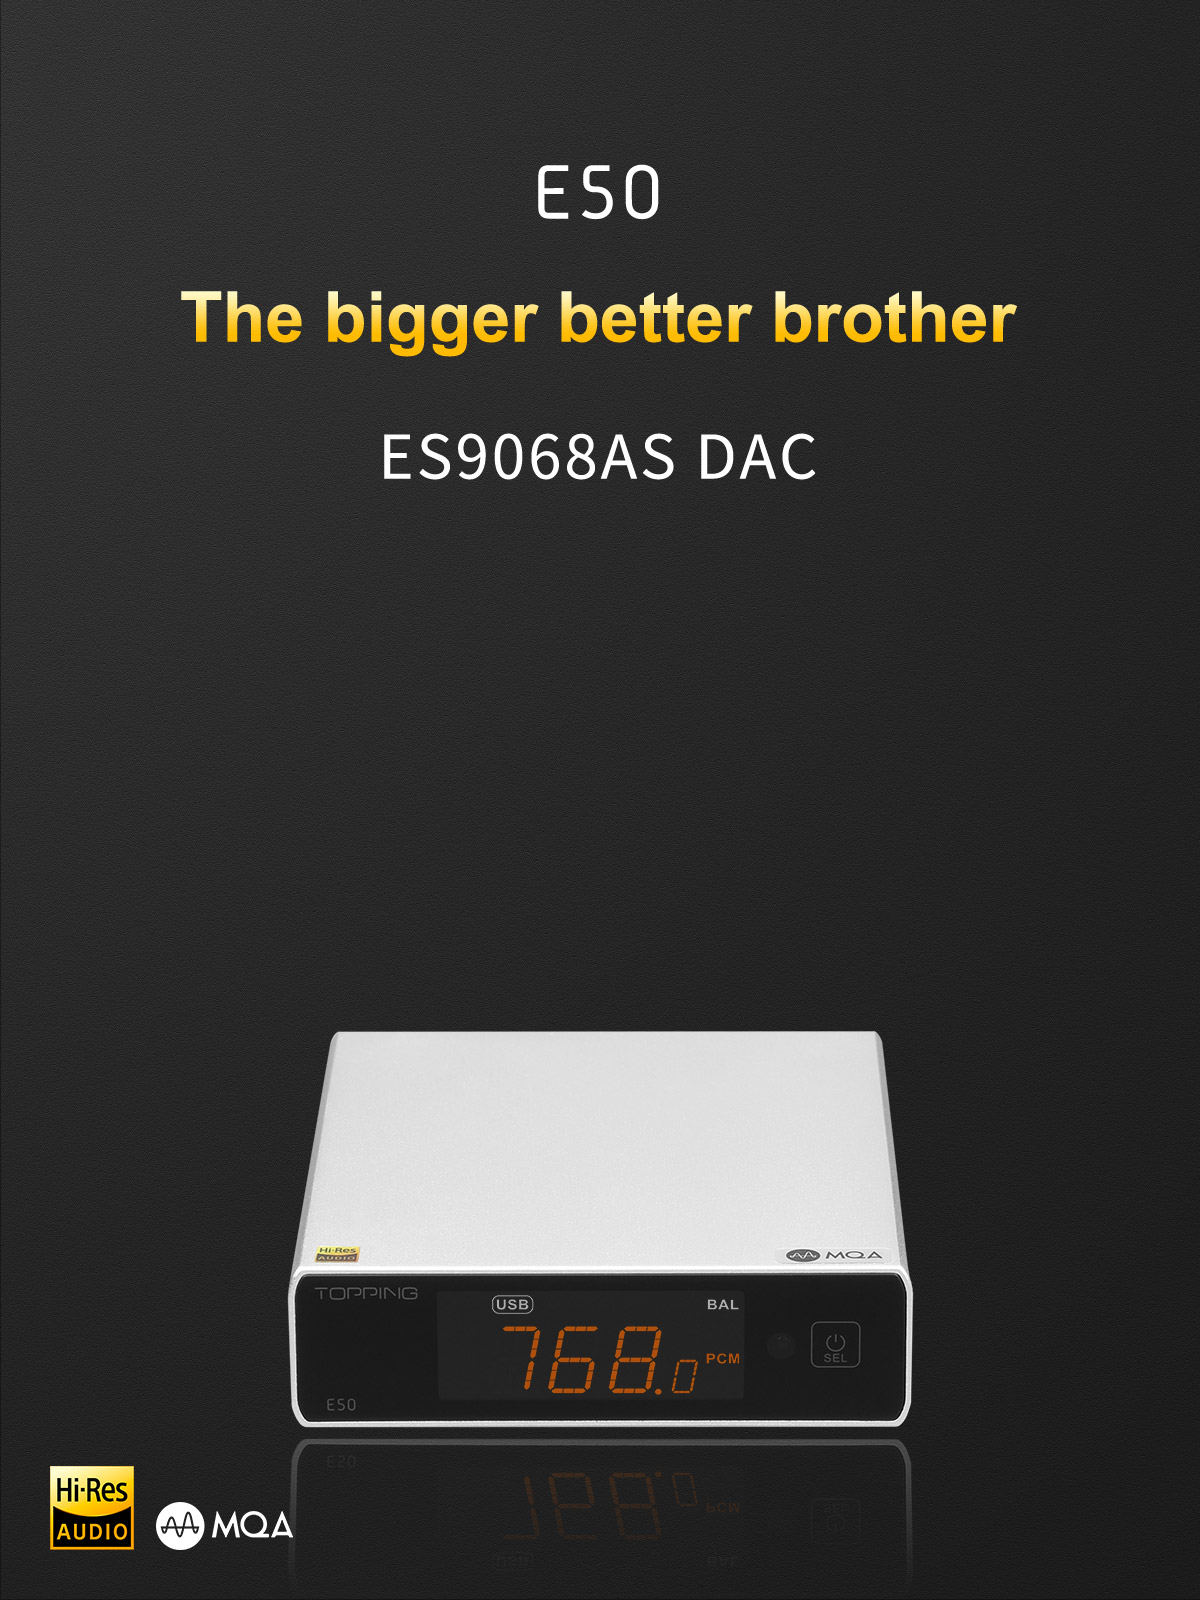 E50
The bigger better brother
ES9068AS DAC
Hi-Res
AUDIO
MQA
TOPPING
USB
BAL
768.0
PCM
SEL
E50
Hi-Res
AUDIO
MQA